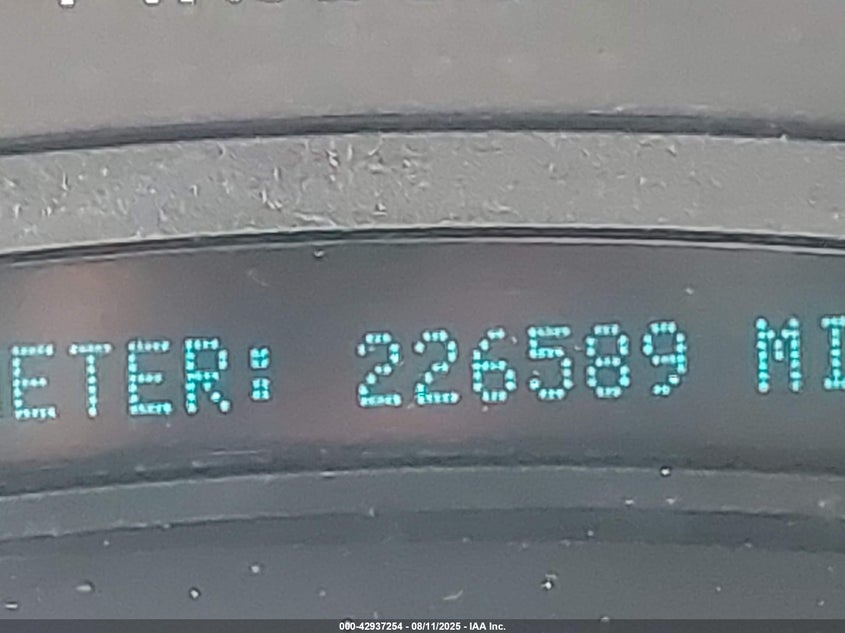 ETER: 226589 MI
000-42937254 - 08/11/2025 - IAA Inc.